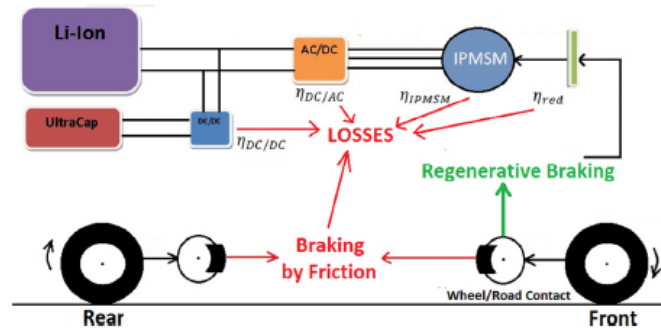 Li-Ion
AC/DC
IPMSM
η_DC/AC
η_IPMSM
η_red
UltraCap
DC/DC
η_DC/DC
LOSSES
Regenerative Braking
Braking
by Friction
Wheel/Road Contact
Rear
Front